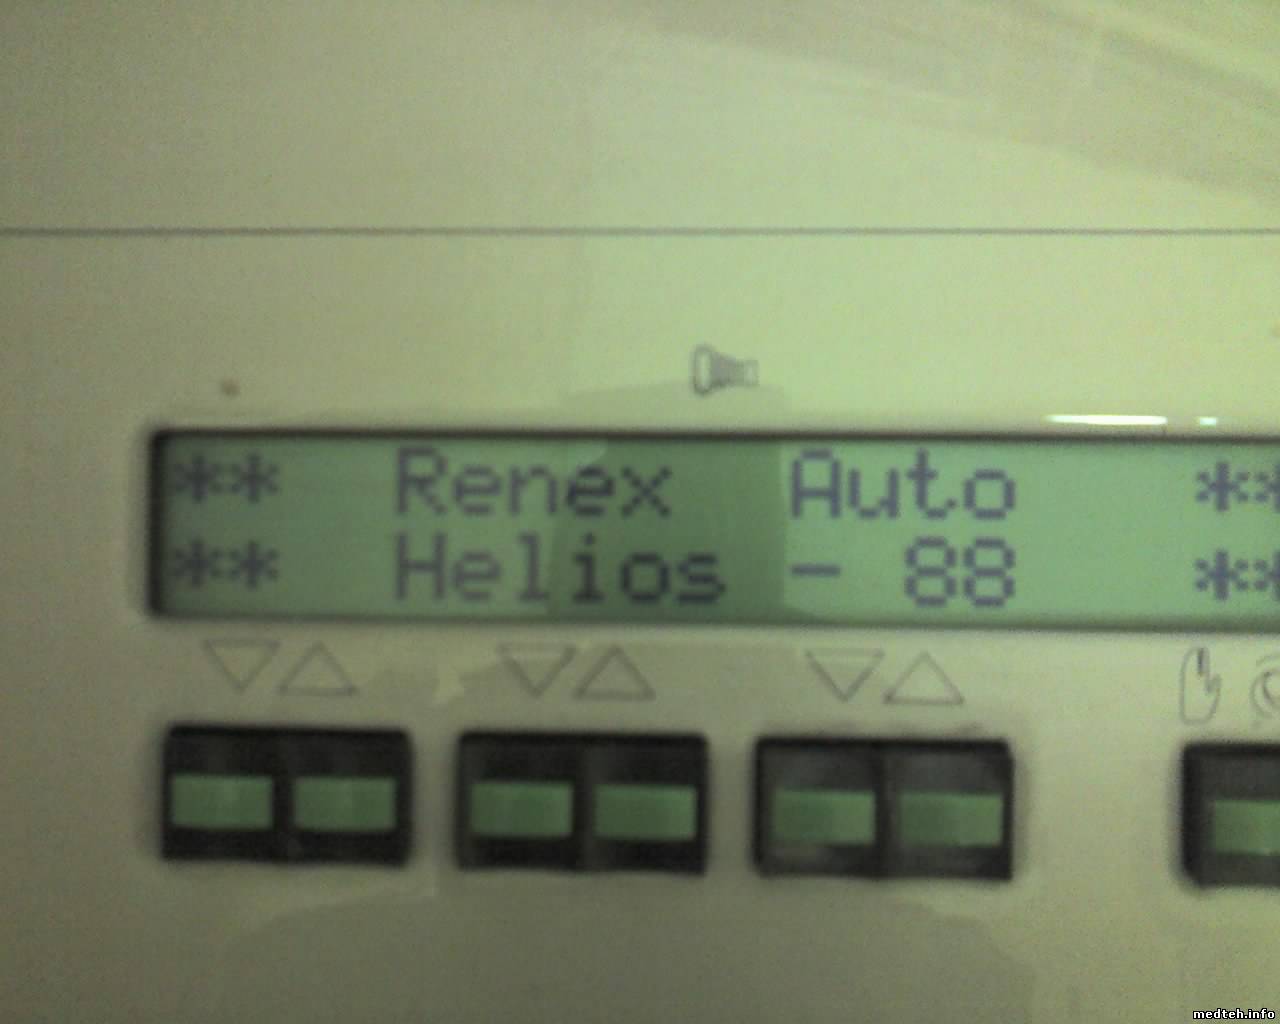 ** Renex Auto **
** Helios - 88 **
medteh.info